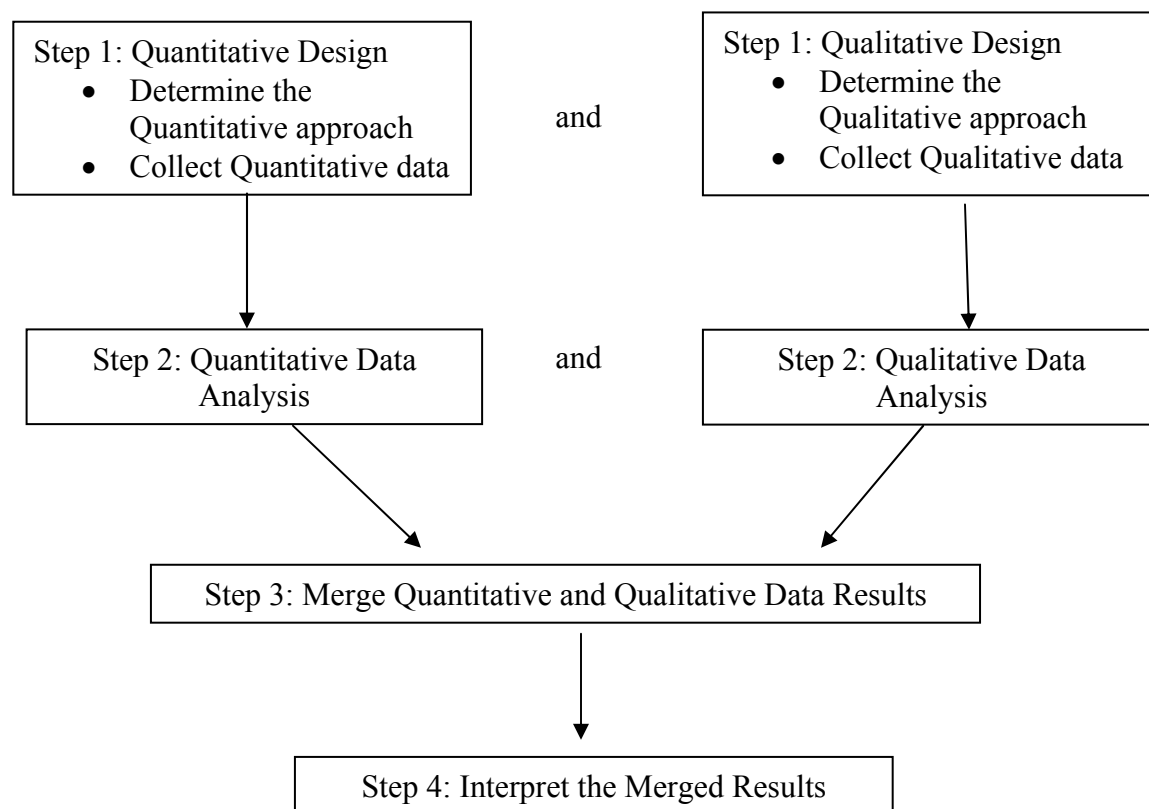 Step 1: Quantitative Design
• Determine the
Quantitative approach
• Collect Quantitative data
and
Step 1: Qualitative Design
• Determine the
Qualitative approach
• Collect Qualitative data
Step 2: Quantitative Data
Analysis
and
Step 2: Qualitative Data
Analysis
Step 3: Merge Quantitative and Qualitative Data Results
Step 4: Interpret the Merged Results